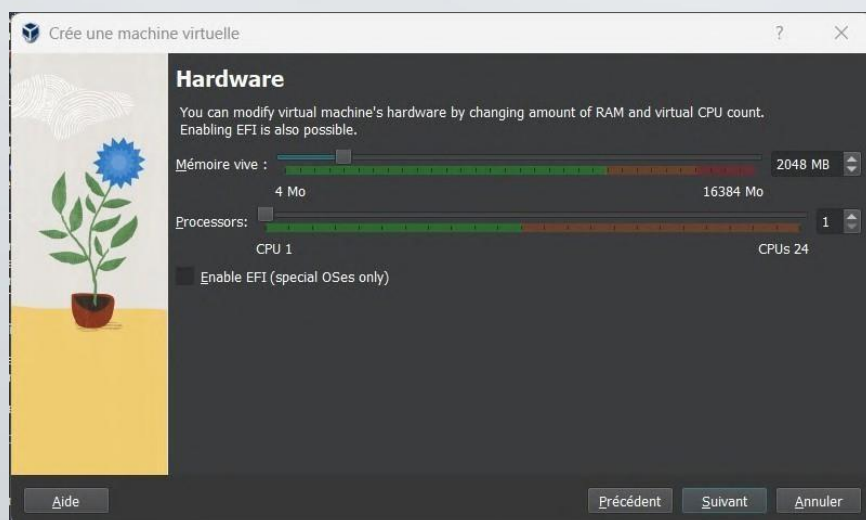 Crée une machine virtuelle
?
Hardware
You can modify virtual machine's hardware by changing amount of RAM and virtual CPU count.
Enabling EFI is also possible.
Mémoire vive : 2048 MB
4 Mo 16384 Mo
Processors: 1
CPU 1 CPUs 24
Enable EFI (special OSes only)
Aide Précédent Suivant Annuler